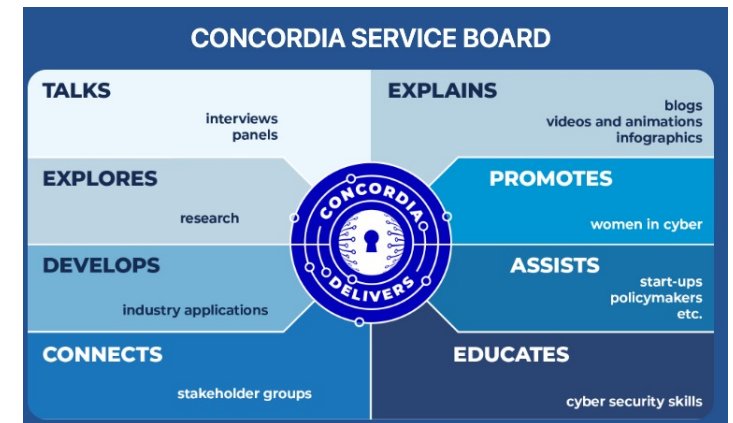 CONCORDIA SERVICE BOARD
TALKS
interviews
panels
EXPLAINS
blogs
videos and animations
infographics
EXPLORES
research
PROMOTES
women in cyber
DEVELOPS
industry applications
ASSISTS
start-ups
policymakers
etc.
CONNECTS
stakeholder groups
EDUCATES
cyber security skills
CONCORDIA
DELIVERS